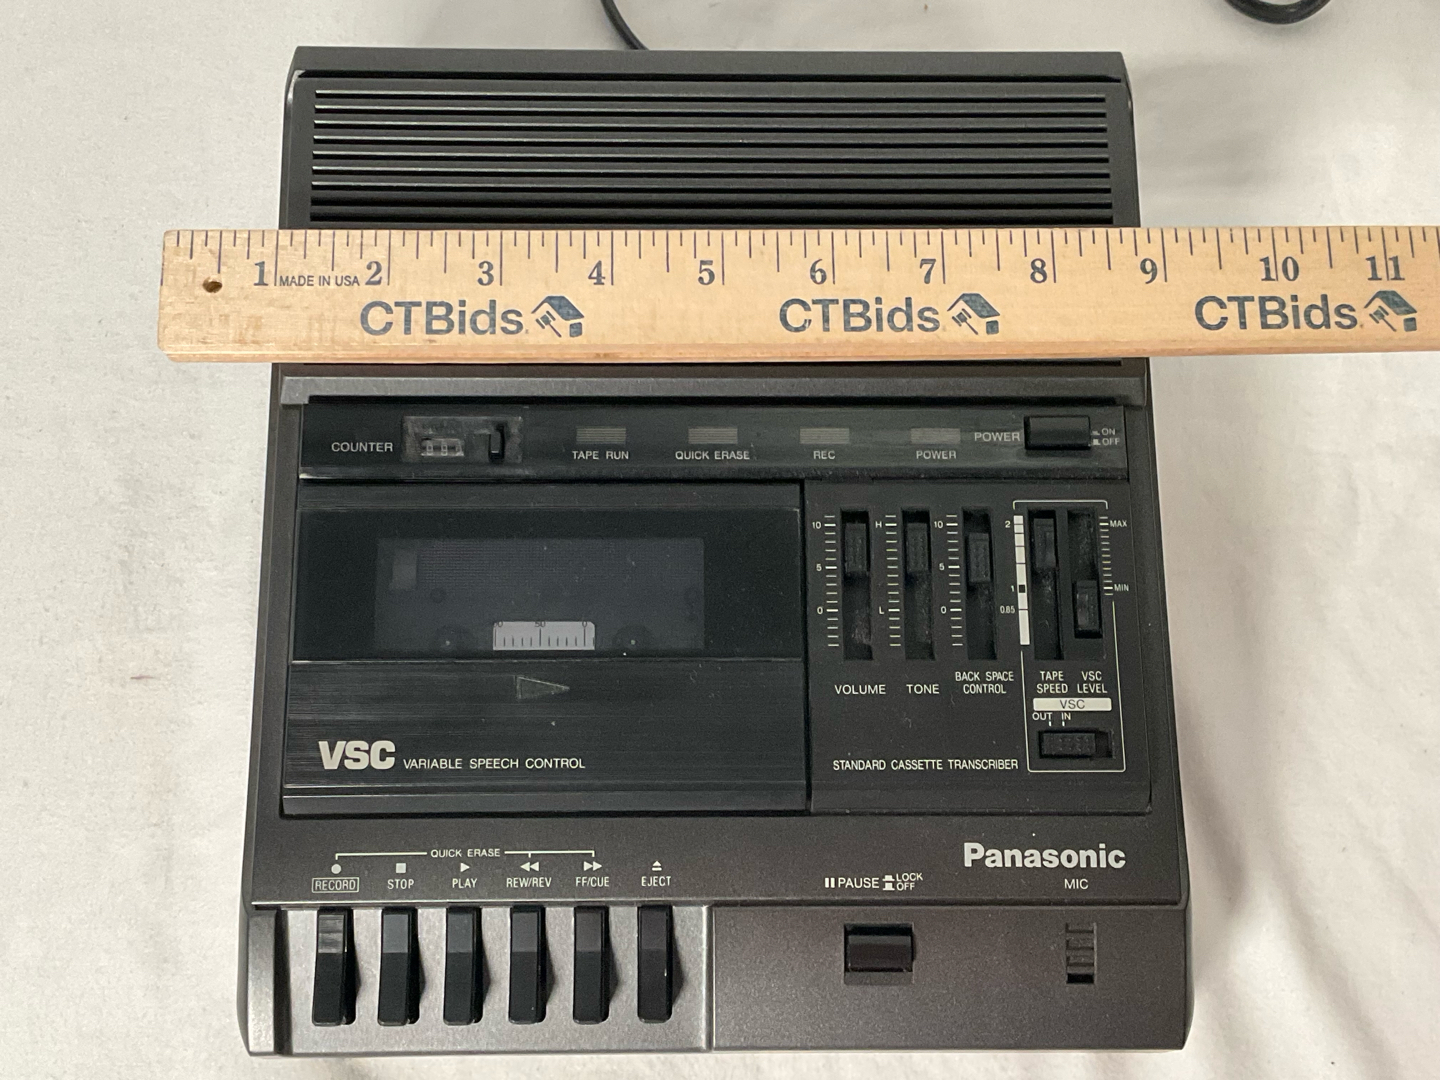 1 MADE IN USA 2 3 4 5 6 7 8 9 10 11
CTBids CTBids CTBids
COUNTER TAPE RUN QUICK ERASE REC POWER POWER ON
OFF
10 H 10 2 MAX
5 5 1 MIN
0 L 0 0.85
50 0
VOLUME TONE BACK SPACE CONTROL TAPE SPEED VSC LEVEL
VSC
OUT IN
VSC VARIABLE SPEECH CONTROL
STANDARD CASSETTE TRANSCRIBER
Panasonic
QUICK ERASE
RECORD STOP PLAY REW/REV FF/CUE EJECT
PAUSE LOCK
OFF
MIC